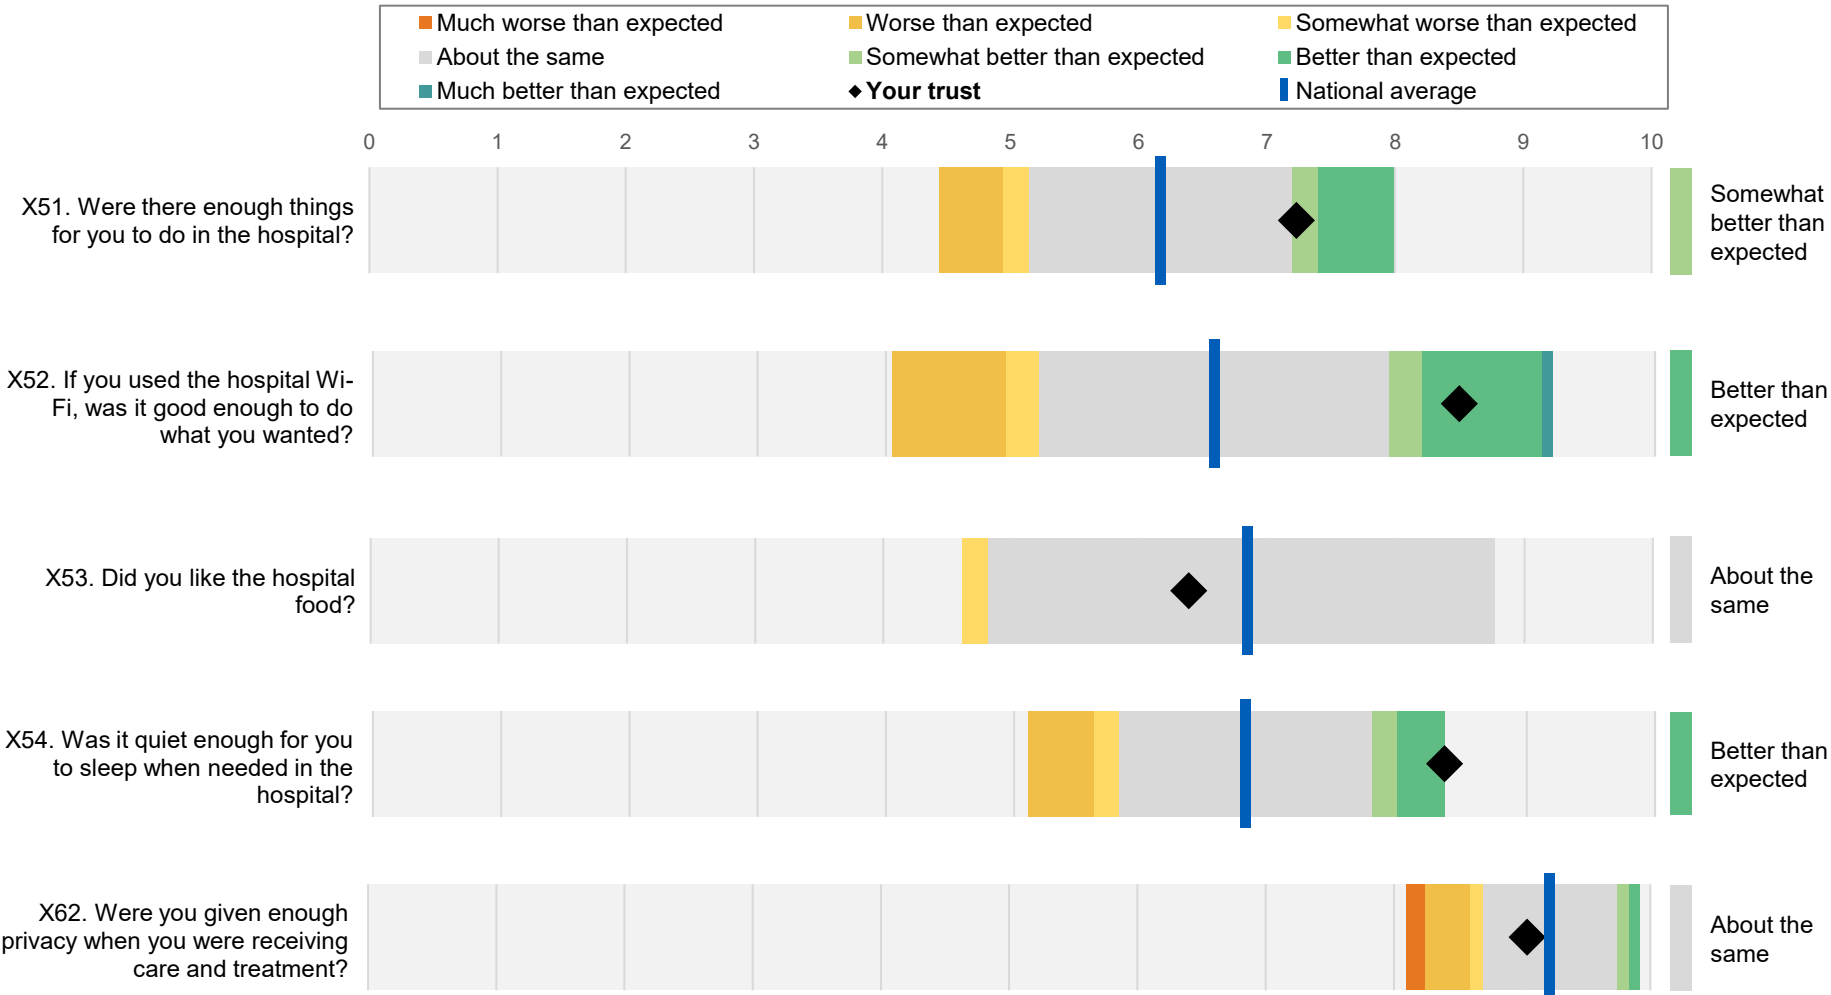 Much worse than expected
Worse than expected
Somewhat worse than expected
About the same
Somewhat better than expected
Better than expected
Much better than expected
Your trust
National average
0 1 2 3 4 5 6 7 8 9 10
X51. Were there enough things
for you to do in the hospital?
Somewhat
better than
expected
X52. If you used the hospital Wi-
Fi, was it good enough to do
what you wanted?
Better than
expected
X53. Did you like the hospital
food?
About the
same
X54. Was it quiet enough for you
to sleep when needed in the
hospital?
Better than
expected
X62. Were you given enough
privacy when you were receiving
care and treatment?
About the
same